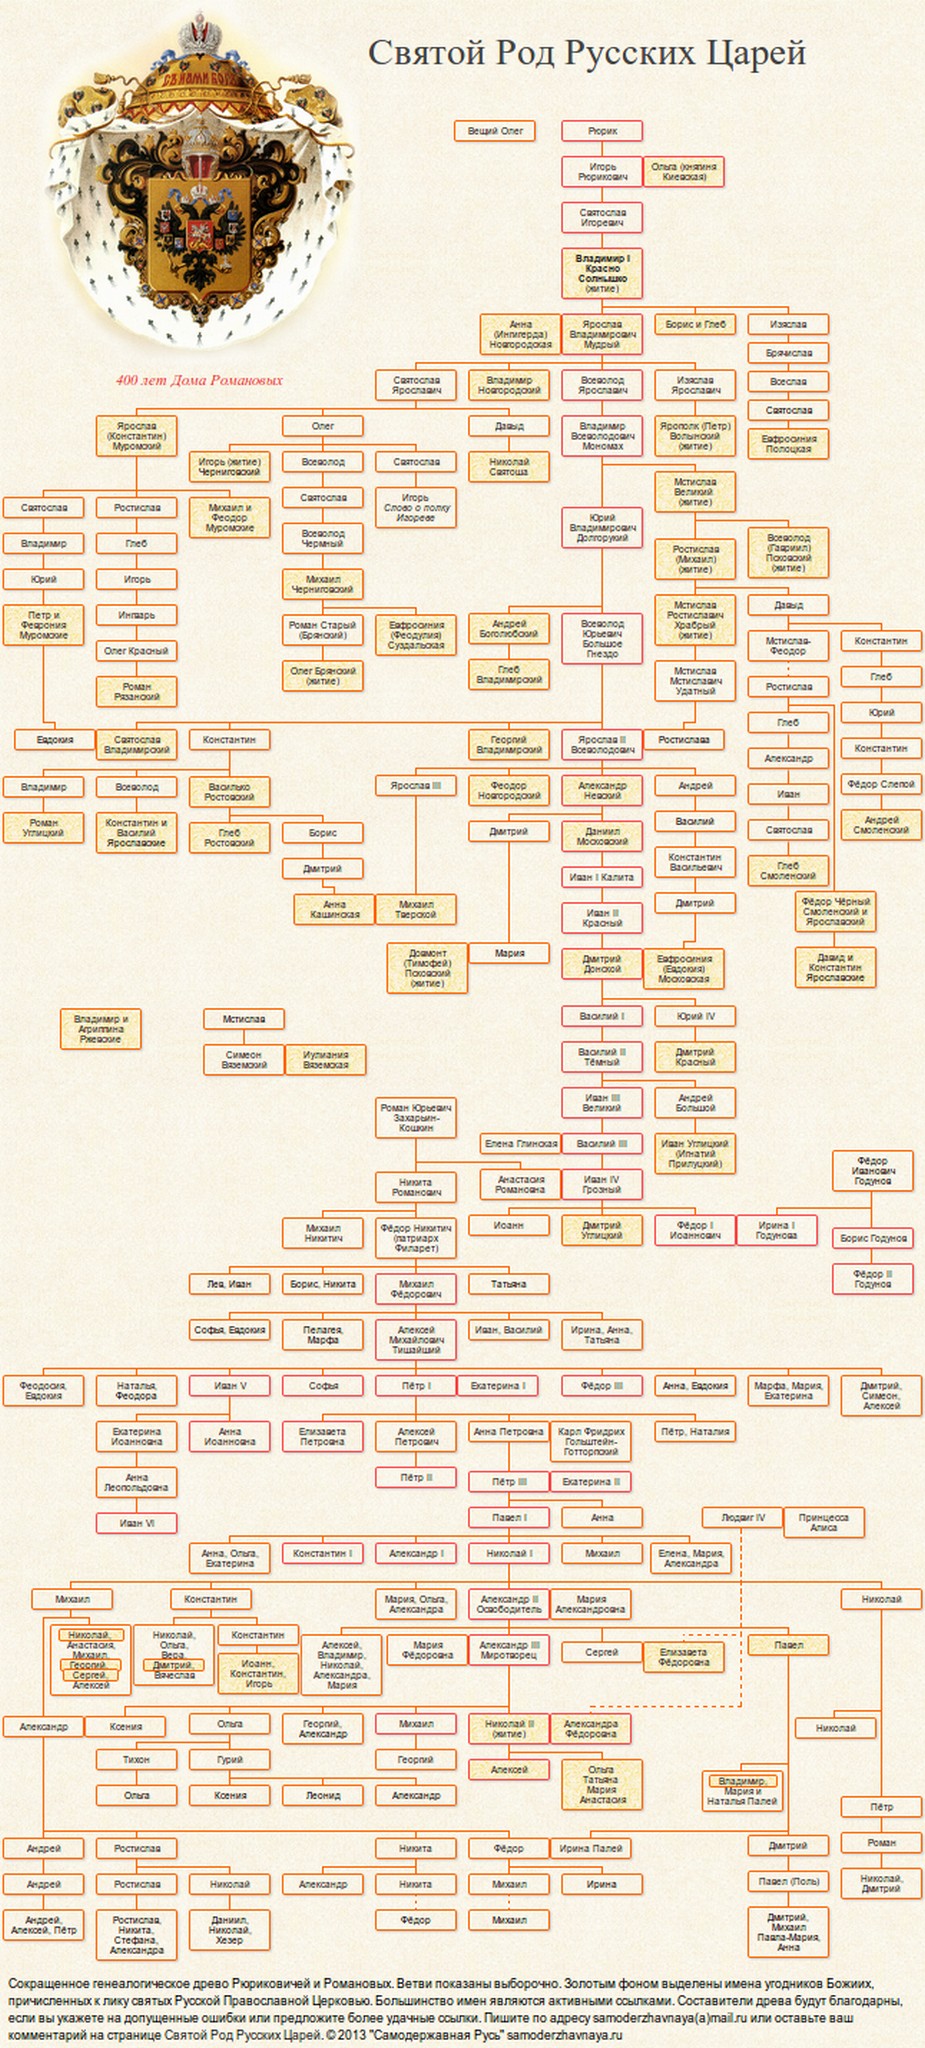 Святой Род Русских Царей
СЪ НАМИ БОГЪ
400 лет Дома Романовых
Вещий Олег
Рюрик
Игорь
Рюрикович
Ольга (княгиня
Киевская)
Святослав
Игоревич
Владимир I
Красно
Солнышко
(житие)
Анна
(Ингигерда)
Новгородская
Ярослав
Владимирович
Мудрый
Борис и Глеб
Изяслав
Брячислав
Святослав
Ярославич
Владимир
Новгородский
Всеволод
Ярославич
Изяслав
Ярославич
Всеслав
Святослав
Евфросиния
Полоцкая
Ярослав
(Константин)
Муромский
Олег
Давыд
Владимир
Всеволодович
Мономах
Ярополк (Петр)
Волынский
(житие)
Игорь (житие)
Черниговский
Всеволод
Святослав
Николай
Святоша
Мстислав
Великий
(житие)
Святослав
Ростислав
Михаил и
Феодор
Муромские
Святослав
Игорь
Слово о полку
Игореве
Юрий
Владимирович
Долгорукий
Владимир
Глеб
Всеволод
Чермный
Ростислав
(Михаил)
(житие)
Всеволод
(Гавриил)
Псковский
(житие)
Юрий
Игорь
Михаил
Черниговский
Петр и
Феврония
Муромские
Ингварь
Роман Старый
(Брянский)
Евфросиния
(Феодулия)
Суздальская
Андрей
Боголюбский
Всеволод
Юрьевич
Большое
Гнездо
Мстислав
Ростиславич
Храбрый
(житие)
Давыд
Олег Красный
Мстислав-
Феодор
Константин
Роман
Рязанский
Олег Брянский
(житие)
Глеб
Владимирский
Мстислав
Мстиславич
Удатный
Ростислав
Глеб
Глеб
Юрий
Евдокия
Святослав
Владимирский
Константин
Георгий
Владимирский
Ярослав II
Всеволодович
Ростислава
Александр
Константин
Владимир
Всеволод
Василько
Ростовский
Ярослав III
Феодор
Новгородский
Александр
Невский
Андрей
Иван
Фёдор Слепой
Роман
Углицкий
Константин и
Василий
Ярославские
Глеб
Ростовский
Борис
Дмитрий
Даниил
Московский
Василий
Святослав
Андрей
Смоленский
Дмитрий
Иван I Калита
Константин
Васильевич
Глеб
Смоленский
Анна
Кашинская
Михаил
Тверской
Иван II
Красный
Дмитрий
Фёдор Чёрный
Смоленский и
Ярославский
Довмонт
(Тимофей)
Псковский
(житие)
Мария
Дмитрий
Донской
Евфросиния
(Евдокия)
Московская
Давид и
Константин
Ярославские
Владимир и
Агриппина
Ржевские
Мстислав
Василий I
Юрий IV
Симеон
Вяземский
Иулиания
Вяземская
Василий II
Тёмный
Дмитрий
Красный
Роман Юрьевич
Захарьин-
Кошкин
Иван III
Великий
Андрей
Большой
Елена Глинская
Василий III
Иван Углицкий
(Игнатий
Прилуцкий)
Фёдор
Иванович
Годунов
Никита
Романович
Анастасия
Романовна
Иван IV
Грозный
Михаил
Никитич
Фёдор Никитич
(патриарх
Филарет)
Иоанн
Дмитрий
Углицкий
Фёдор I
Иоаннович
Ирина I
Годунова
Борис Годунов
Фёдор II
Годунов
Лев, Иван
Борис, Никита
Михаил
Фёдорович
Татьяна
Софья, Евдокия
Пелагея,
Марфа
Алексей
Михайлович
Тишайший
Иван, Василий
Ирина, Анна,
Татьяна
Феодосия,
Евдокия
Наталья,
Феодора
Иван V
Софья
Пётр I
Екатерина I
Фёдор III
Анна, Евдокия
Марфа, Мария,
Екатерина
Дмитрий,
Симеон,
Алексей
Екатерина
Иоанновна
Анна
Иоанновна
Елизавета
Петровна
Алексей
Петрович
Анна Петровна
Карл Фридрих
Гольштейн-
Готторпский
Пётр, Наталия
Анна
Леопольдовна
Пётр II
Пётр III
Екатерина II
Иван VI
Павел I
Анна
Людвиг IV
Принцесса
Алиса
Анна, Ольга,
Екатерина
Константин I
Александр I
Николай I
Михаил
Елена, Мария,
Александра
Михаил
Константин
Мария, Ольга,
Александра
Александр II
Освободитель
Мария
Александровна
Николай
Николай,
Анастасия,
Михаил,
Георгий,
Сергей,
Алексей
Николай,
Ольга,
Вера,
Дмитрий,
Вячеслав
Константин
Иоанн,
Константин,
Игорь
Алексей,
Владимир,
Николай,
Александра,
Мария
Мария
Фёдоровна
Александр III
Миротворец
Сергей
Елизавета
Фёдоровна
Павел
Александр
Ксения
Ольга
Георгий,
Александр
Михаил
Николай II
(житие)
Александра
Фёдоровна
Николай
Тихон
Гурий
Георгий
Алексей
Ольга
Татьяна
Мария
Анастасия
Владимир,
Мария и
Наталья Палей
Ольга
Ксения
Леонид
Александр
Пётр
Андрей
Ростислав
Никита
Фёдор
Ирина Палей
Дмитрий
Роман
Андрей
Ростислав
Николай
Александр
Никита
Михаил
Ирина
Павел (Поль)
Николай,
Дмитрий
Андрей,
Алексей, Пётр
Ростислав,
Никита,
Стефана,
Александра
Даниил,
Николай,
Хезер
Фёдор
Михаил
Дмитрий,
Михаил
Павла-Мария,
Анна
Сокращенное генеалогическое древо Рюриковичей и Романовых. Ветви показаны выборочно. Золотым фоном выделены имена угодников Божиих,
причисленных к лику святых Русской Православной Церковью. Большинство имен являются активными ссылками. Составители древа будут благодарны,
если вы укажете на допущенные ошибки или предложите более удачные ссылки. Пишите по адресу samoderzhavnaya(a)mail.ru или оставьте ваш
комментарий на странице Святой Род Русских Царей. © 2013 "Самодержавная Русь" samoderzhavnaya.ru